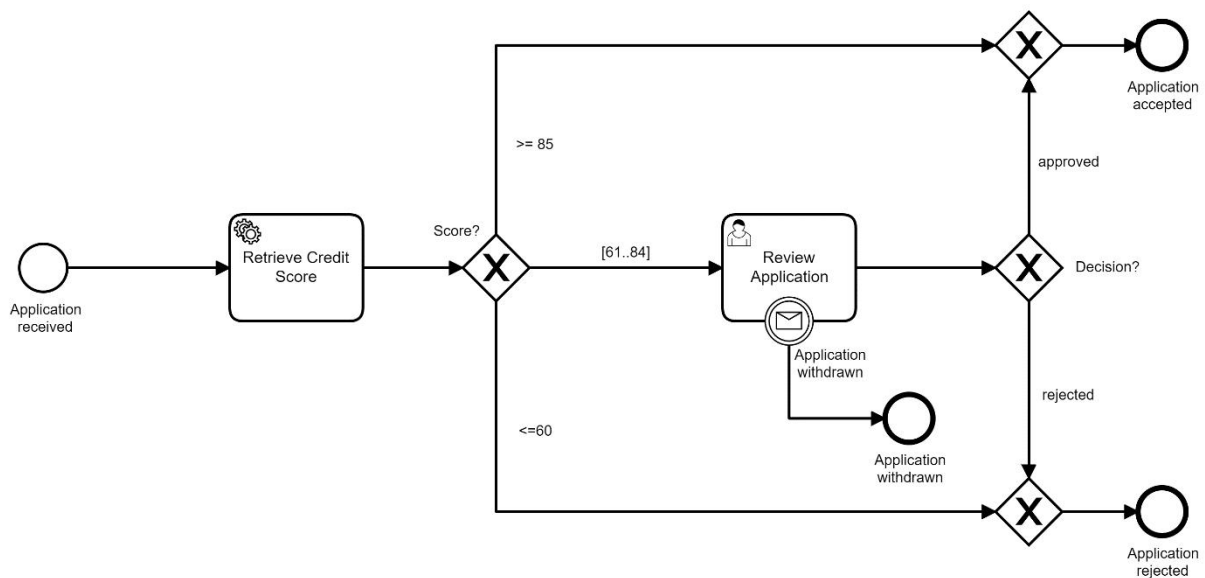 Application
accepted
>= 85
approved
Retrieve Credit
Score
Score?
[61..84]
Review
Application
Decision?
Application
received
Application
withdrawn
rejected
<=60
Application
withdrawn
Application
rejected